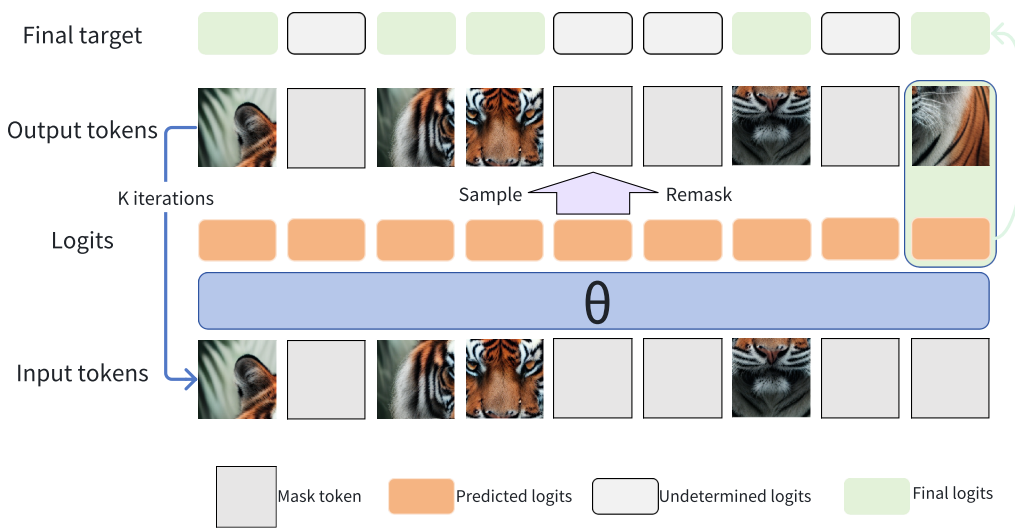 Final target
Output tokens
K iterations
Sample
Remask
Logits
θ
Input tokens
Mask token
Predicted logits
Undetermined logits
Final logits